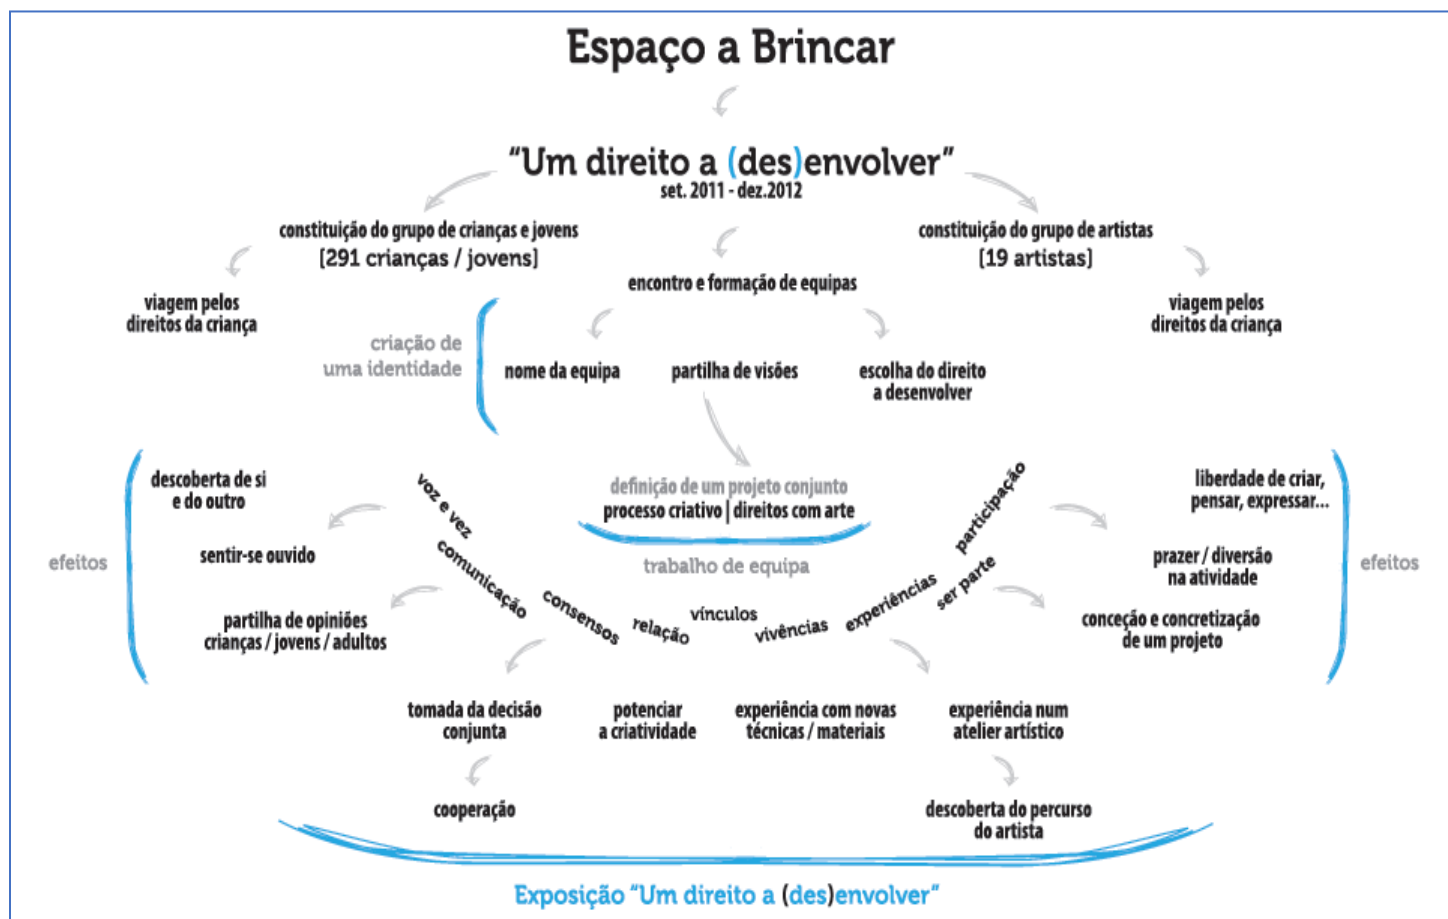 Espaço a Brincar
“Um direito a (des)envolver”
set. 2011 - dez.2012
constituição do grupo de crianças e jovens
[291 crianças / jovens]
constituição do grupo de artistas
[19 artistas]
viagem pelos
direitos da criança
encontro e formação de equipas
viagem pelos
direitos da criança
criação de
uma identidade
nome da equipa
partilha de visões
escolha do direito
a desenvolver
definição de um projeto conjunto
processo criativo | direitos com arte
trabalho de equipa
efeitos
descoberta de si
e do outro
sentir-se ouvido
partilha de opiniões
crianças / jovens / adultos
voz e vez
comunicação
consensos
relação
vínculos
vivências
experiências
ser parte
participação
liberdade de criar,
pensar, expressar...
prazer / diversão
na atividade
conceção e concretização
de um projeto
efeitos
tomada da decisão
conjunta
potenciar
a criatividade
experiência com novas
técnicas / materiais
experiência num
atelier artístico
cooperação
descoberta do percurso
do artista
Exposição “Um direito a (des)envolver”